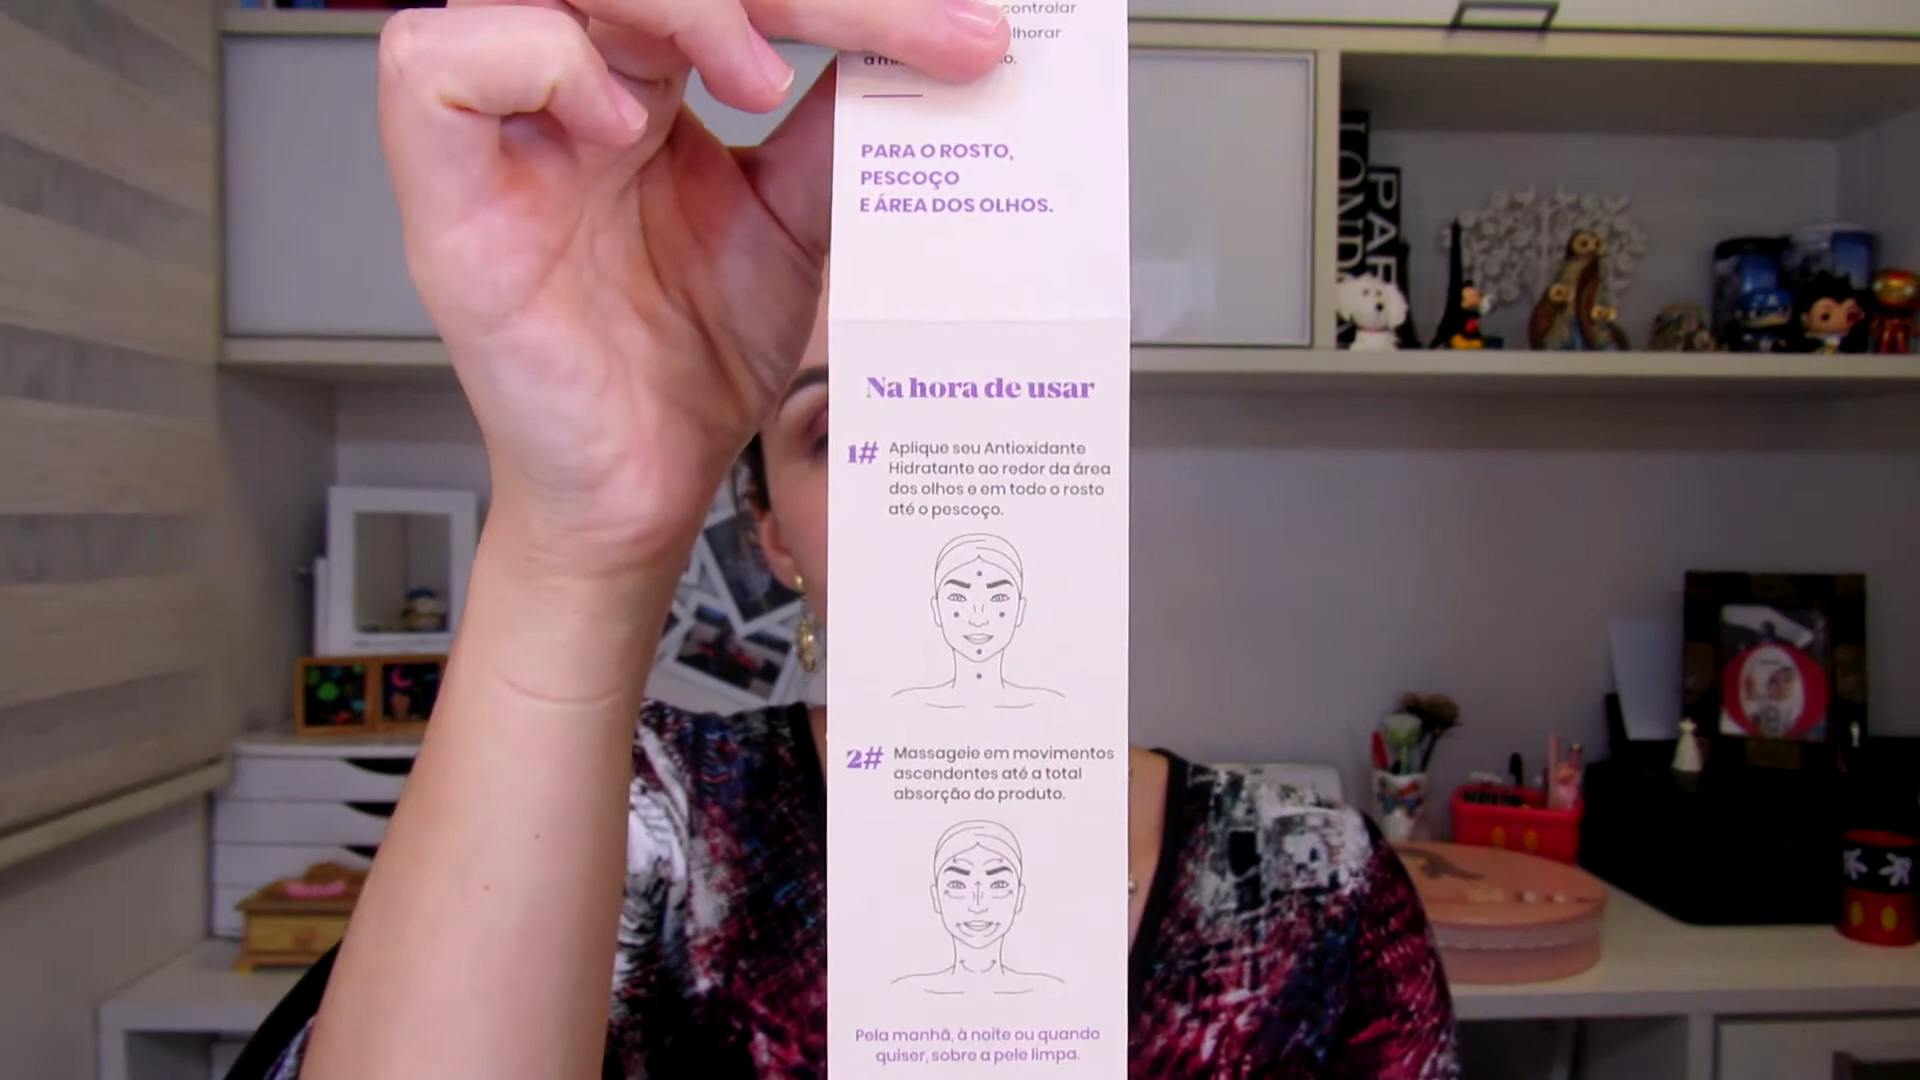 controlar
PARA O ROSTO,
PESCOÇO
E ÁREA DOS OLHOS.
Na hora de usar
1# Aplique seu Antioxidante
Hidratante ao redor da área
dos olhos e em todo o rosto
até o pescoço.
2# Massageie em movimentos
ascendentes até a total
absorção do produto.
Pela manhã, à noite ou quando
quiser, sobre a pele limpa.